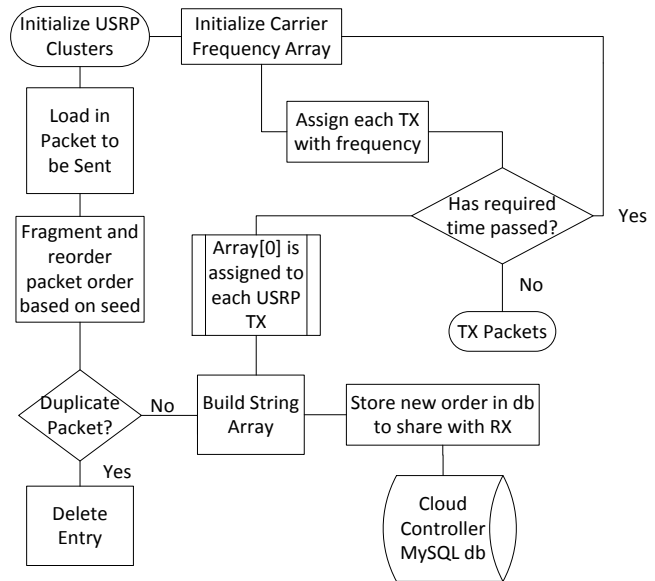 Initialize USRP
Clusters
Initialize Carrier
Frequency Array
Load in
Packet to
be Sent
Assign each TX
with frequency
Has required
time passed?
Yes
No
TX Packets
Fragment and
reorder
packet order
based on seed
Array[0] is
assigned to
each USRP
TX
Duplicate
Packet?
No
Yes
Delete
Entry
Build String
Array
Store new order in db
to share with RX
Cloud
Controller
MySQL db